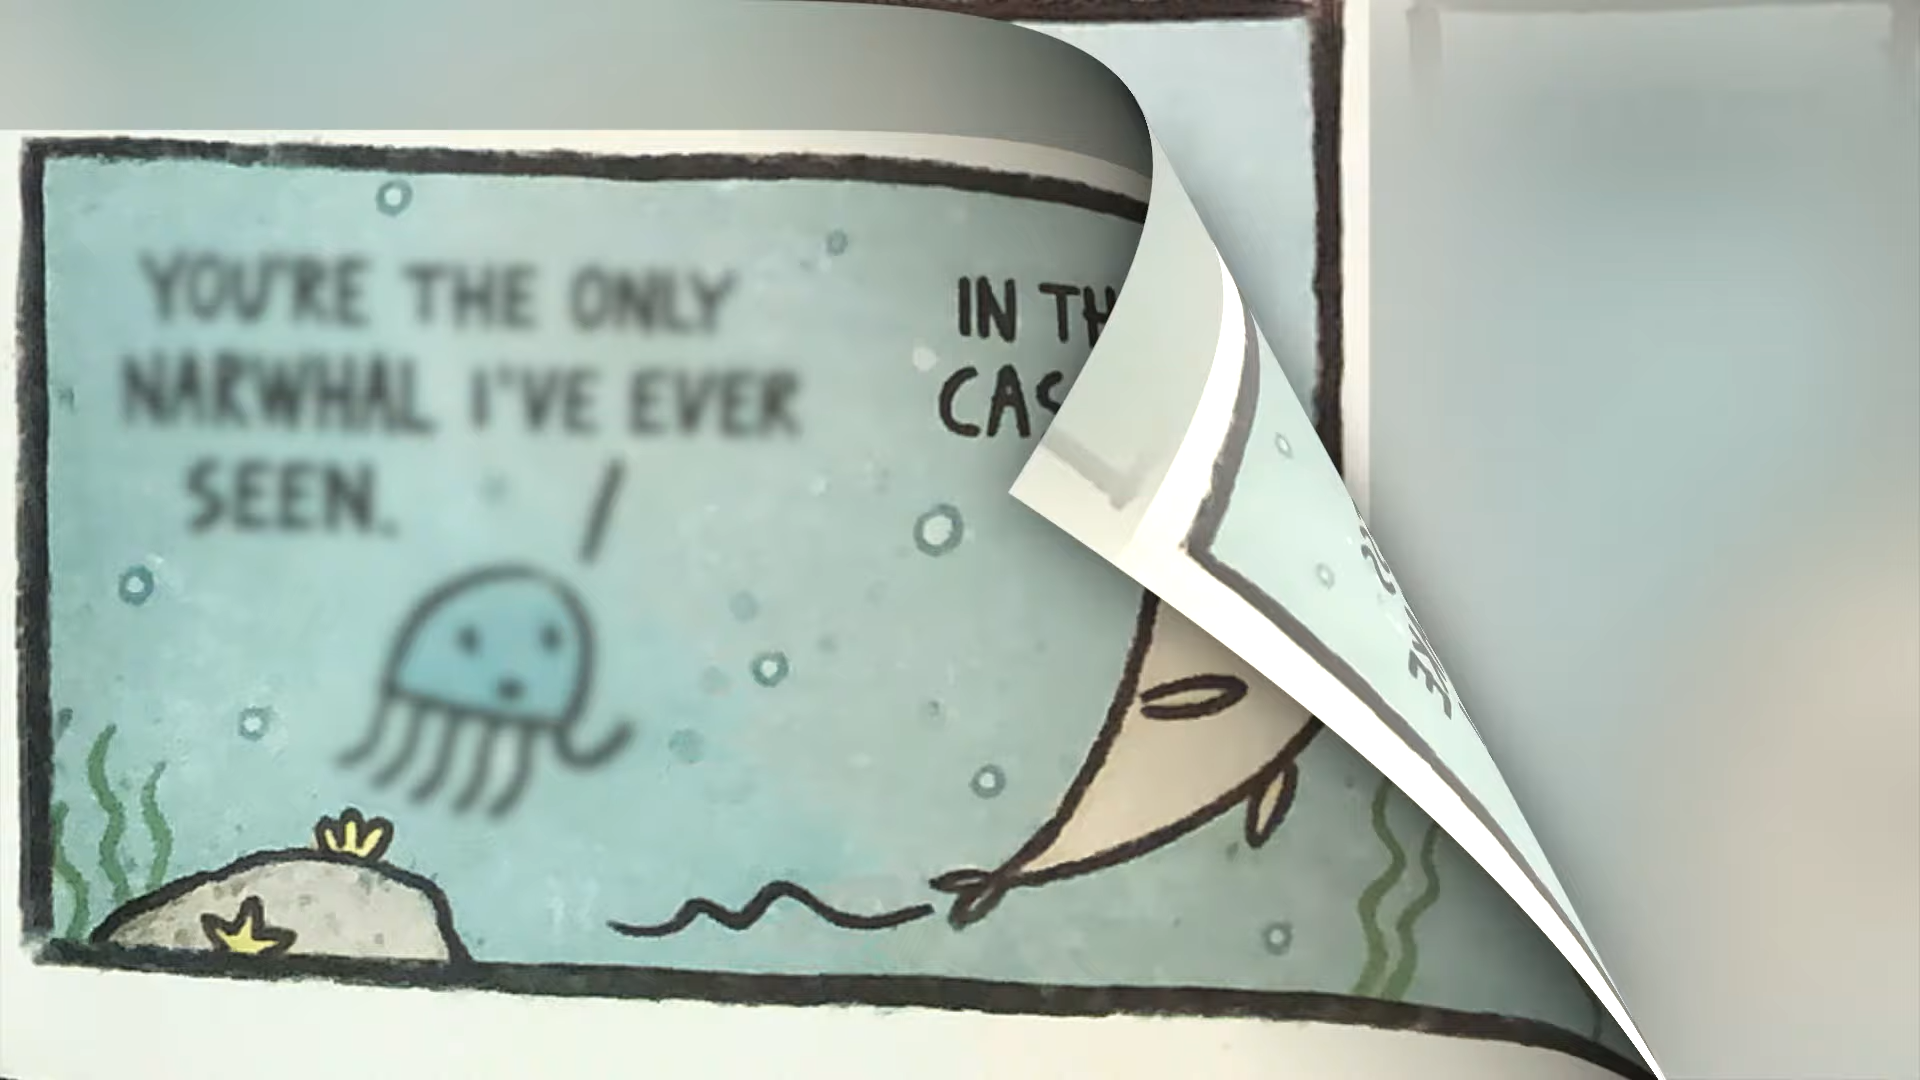 YOU'RE THE ONLY
NARWHAL I'VE EVER
SEEN.
IN TH
CAS